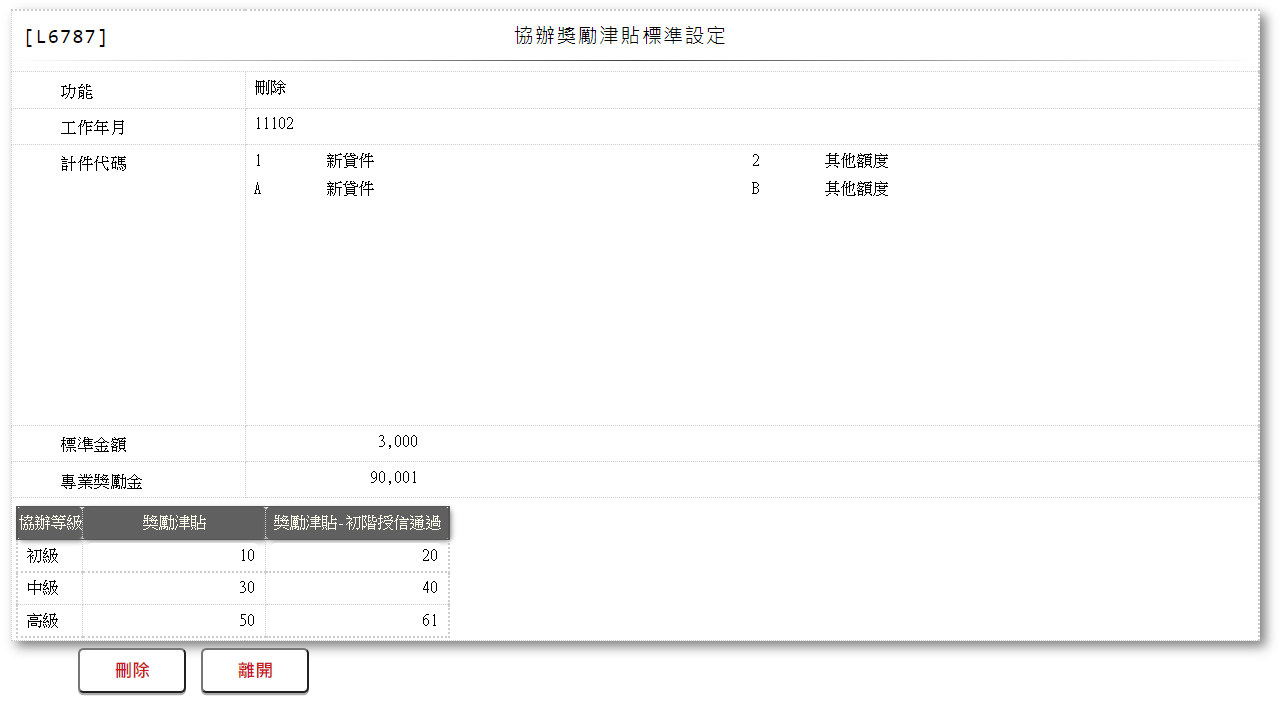 [L6787] 協辦獎勵津貼標準設定
功能 刪除
工作年月 11102
計件代碼 1 新貸件 2 其他額度
A 新貸件 B 其他額度
標準金額 3,000
專業獎勵金 90,001
協辦等級 獎勵津貼 獎勵津貼-初階授信通過
初級 10 20
中級 30 40
高級 50 61
刪除 離開